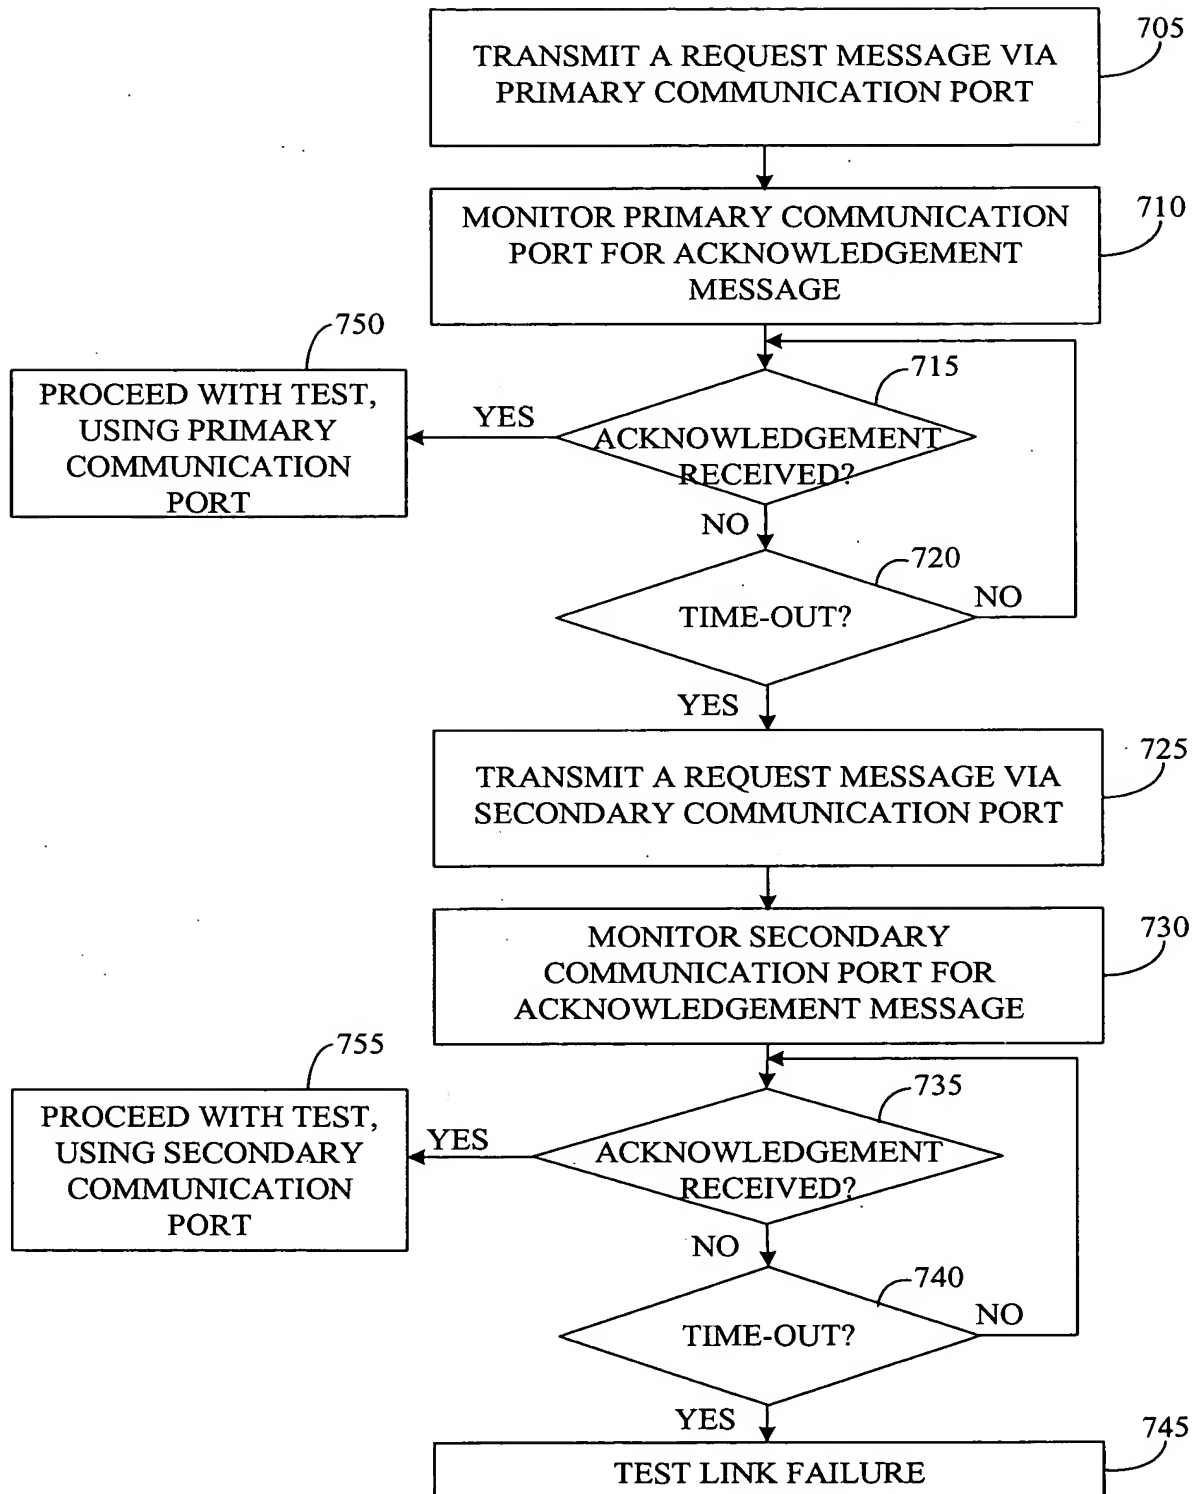 705
TRANSMIT A REQUEST MESSAGE VIA
PRIMARY COMMUNICATION PORT
710
MONITOR PRIMARY COMMUNICATION
PORT FOR ACKNOWLEDGEMENT
MESSAGE
750
PROCEED WITH TEST,
USING PRIMARY
COMMUNICATION
PORT
YES
715
ACKNOWLEDGEMENT
RECEIVED?
NO
720
TIME-OUT?
NO
YES
725
TRANSMIT A REQUEST MESSAGE VIA
SECONDARY COMMUNICATION PORT
730
MONITOR SECONDARY
COMMUNICATION PORT FOR
ACKNOWLEDGEMENT MESSAGE
755
PROCEED WITH TEST,
USING SECONDARY
COMMUNICATION
PORT
YES
735
ACKNOWLEDGEMENT
RECEIVED?
NO
740
TIME-OUT?
NO
YES
745
TEST LINK FAILURE